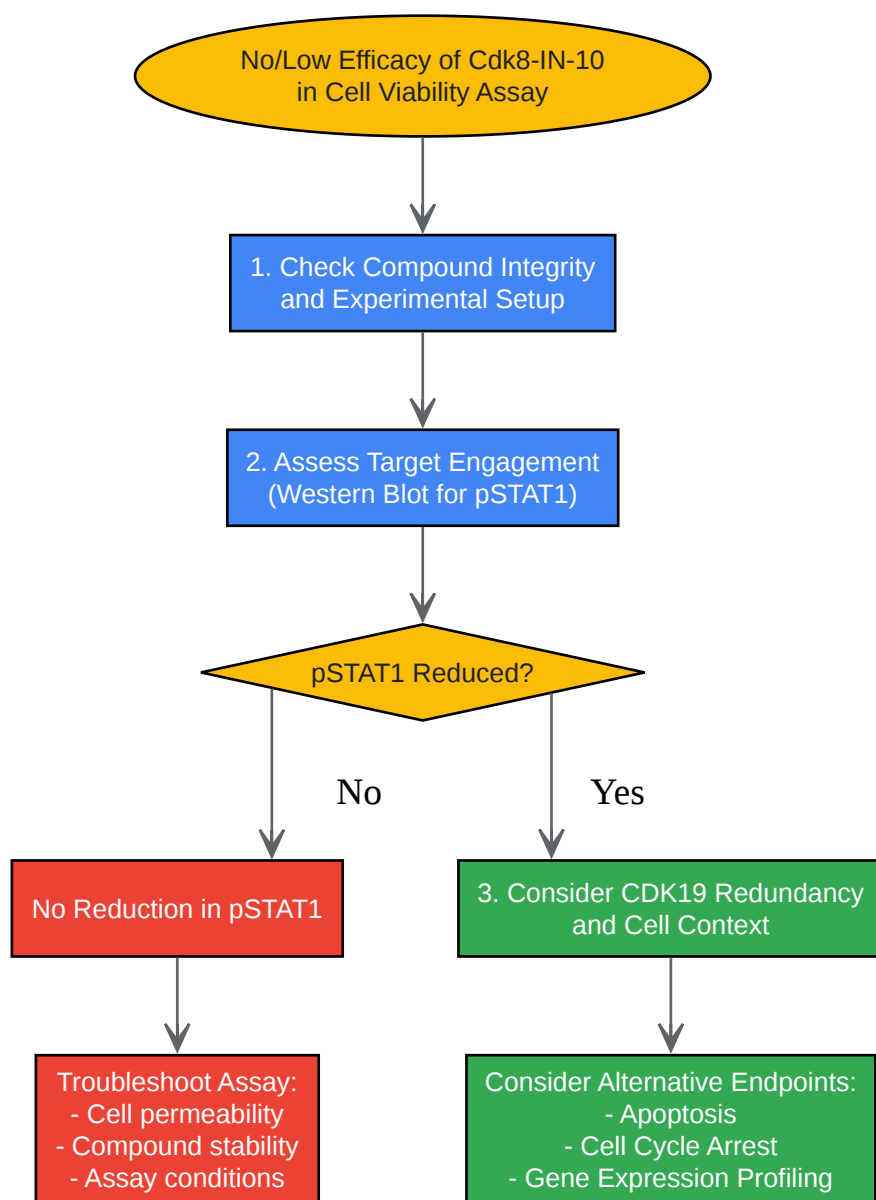 No/Low Efficacy of Cdk8-IN-10
in Cell Viability Assay
1. Check Compound Integrity
and Experimental Setup
2. Assess Target Engagement
(Western Blot for pSTAT1)
pSTAT1 Reduced?
No
Yes
No Reduction in pSTAT1
3. Consider CDK19 Redundancy
and Cell Context
Troubleshoot Assay:
- Cell permeability
- Compound stability
- Assay conditions
Consider Alternative Endpoints:
- Apoptosis
- Cell Cycle Arrest
- Gene Expression Profiling